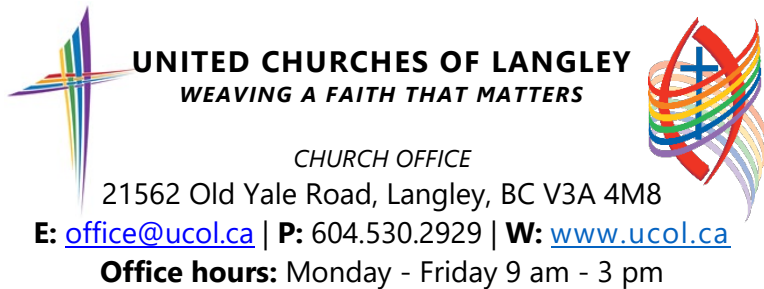 UNITED CHURCHES OF LANGLEY
WEAVING A FAITH THAT MATTERS
CHURCH OFFICE
21562 Old Yale Road, Langley, BC V3A 4M8
E: office@ucol.ca | P: 604.530.2929 | W: www.ucol.ca
Office hours: Monday - Friday 9 am - 3 pm